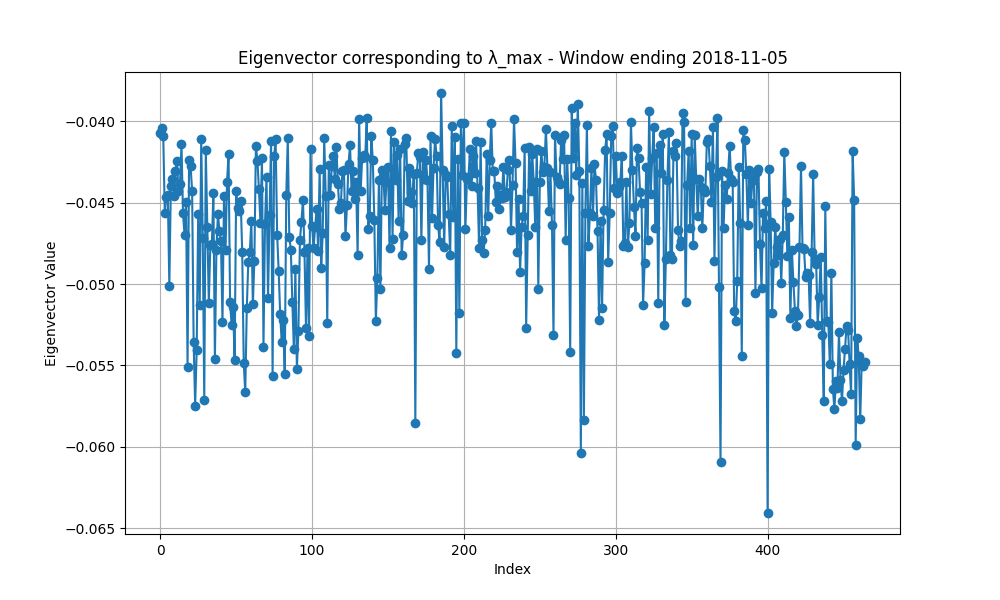 Eigenvector corresponding to λ_max - Window ending 2018-11-05
−0.040
−0.045
−0.050
−0.055
−0.060
−0.065
Eigenvector Value
0 100 200 300 400
Index